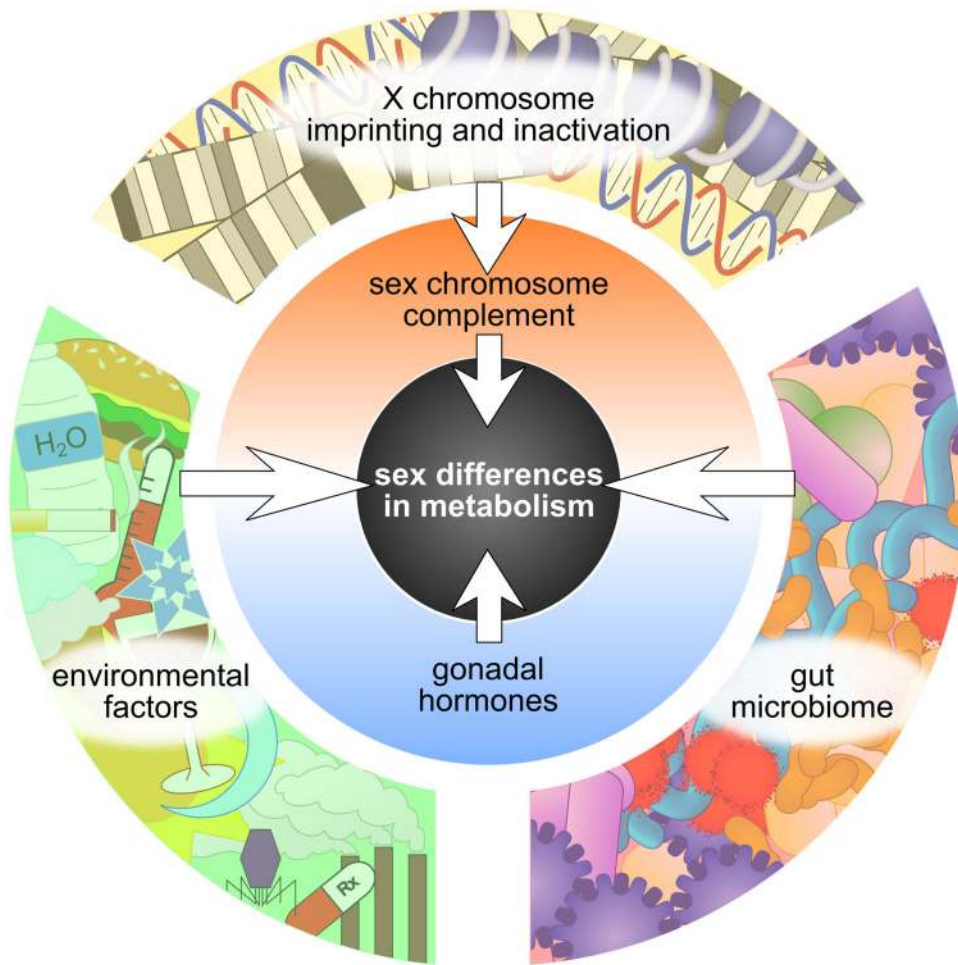 X chromosome
imprinting and inactivation
sex chromosome
complement
H₂O
sex differences
in metabolism
environmental
factors
gonadal
hormones
gut
microbiome
Rx